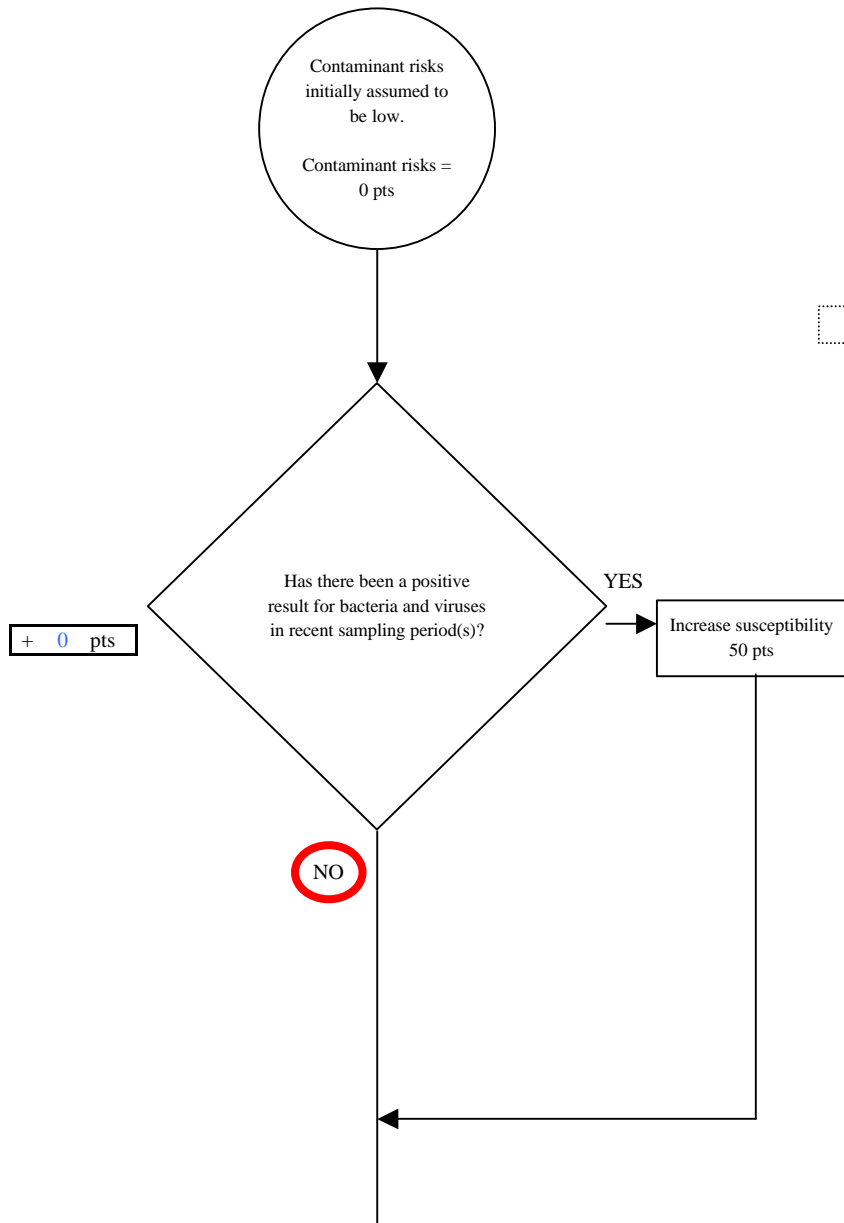 Contaminant risks
initially assumed to
be low.
Contaminant risks =
0 pts
Has there been a positive
result for bacteria and viruses
in recent sampling period(s)?
YES
+ 0 pts
Increase susceptibility
50 pts
NO